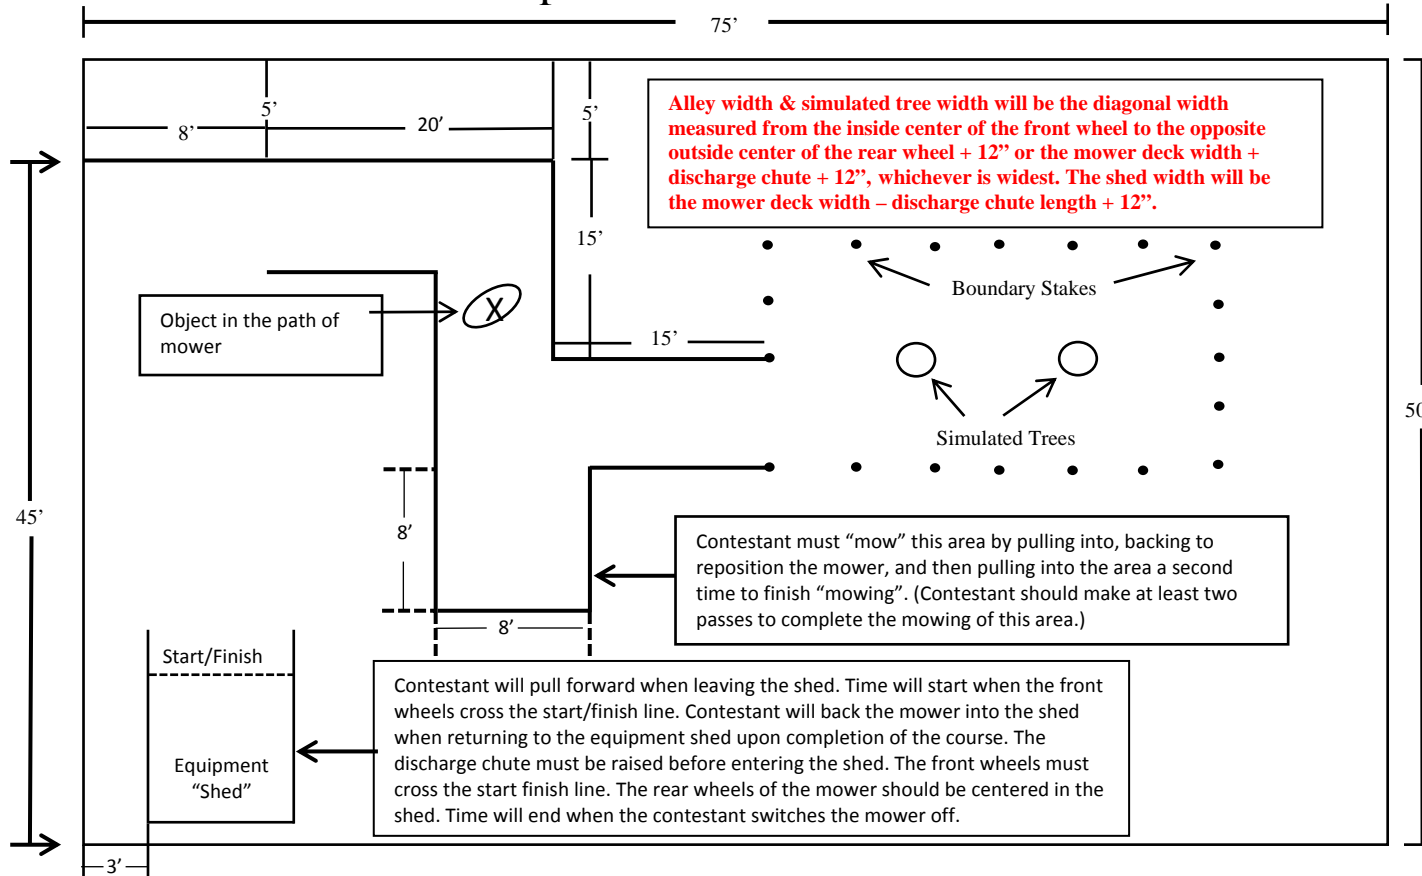 75’
5’
5’
8’
20’
Alley width & simulated tree width will be the diagonal width
measured from the inside center of the front wheel to the opposite
outside center of the rear wheel + 12” or the mower deck width +
discharge chute + 12”, whichever is widest. The shed width will be
the mower deck width – discharge chute length + 12”.
15’
Boundary Stakes
Object in the path of
mower
X
15’
Simulated Trees
50
45’
8’
Contestant must “mow” this area by pulling into, backing to
reposition the mower, and then pulling into the area a second
time to finish “mowing”. (Contestant should make at least two
passes to complete the mowing of this area.)
8’
Start/Finish
Equipment
“Shed”
Contestant will pull forward when leaving the shed. Time will start when the front
wheels cross the start/finish line. Contestant will back the mower into the shed
when returning to the equipment shed upon completion of the course. The
discharge chute must be raised before entering the shed. The front wheels must
cross the start finish line. The rear wheels of the mower should be centered in the
shed. Time will end when the contestant switches the mower off.
3’